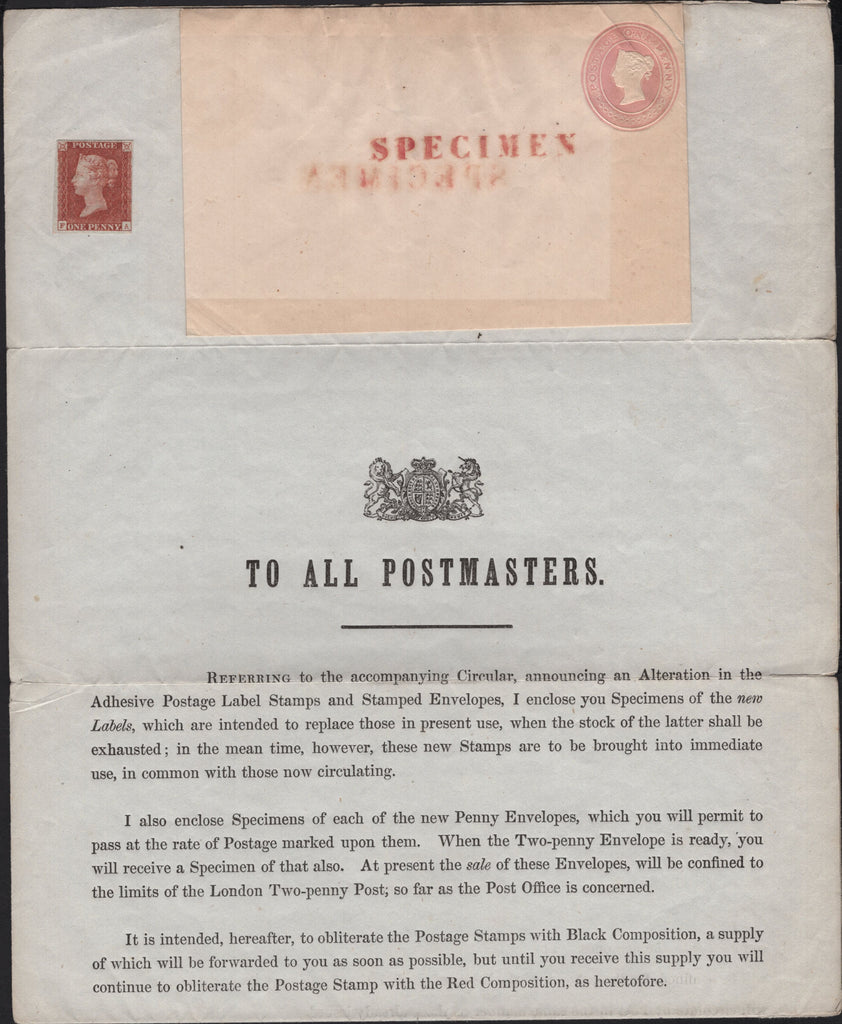 POSTAGE ONE PENNY
POSTAGE
F ONE PENNY A
SPECIMEN
SPECIMEN
TO ALL POSTMASTERS.
REFERRING to the accompanying Circular, announcing an Alteration in the
Adhesive Postage Label Stamps and Stamped Envelopes, I enclose you Specimens of the new
Labels, which are intended to replace those in present use, when the stock of the latter shall be
exhausted; in the mean time, however, these new Stamps are to be brought into immediate
use, in common with those now circulating.
I also enclose Specimens of each of the new Penny Envelopes, which you will permit to
pass at the rate of Postage marked upon them. When the Two-penny Envelope is ready, you
will receive a Specimen of that also. At present the sale of these Envelopes, will be confined to
the limits of the London Two-penny Post; so far as the Post Office is concerned.
It is intended, hereafter, to obliterate the Postage Stamps with Black Composition, a supply
of which will be forwarded to you as soon as possible, but until you receive this supply you will
continue to obliterate the Postage Stamp with the Red Composition, as heretofore.